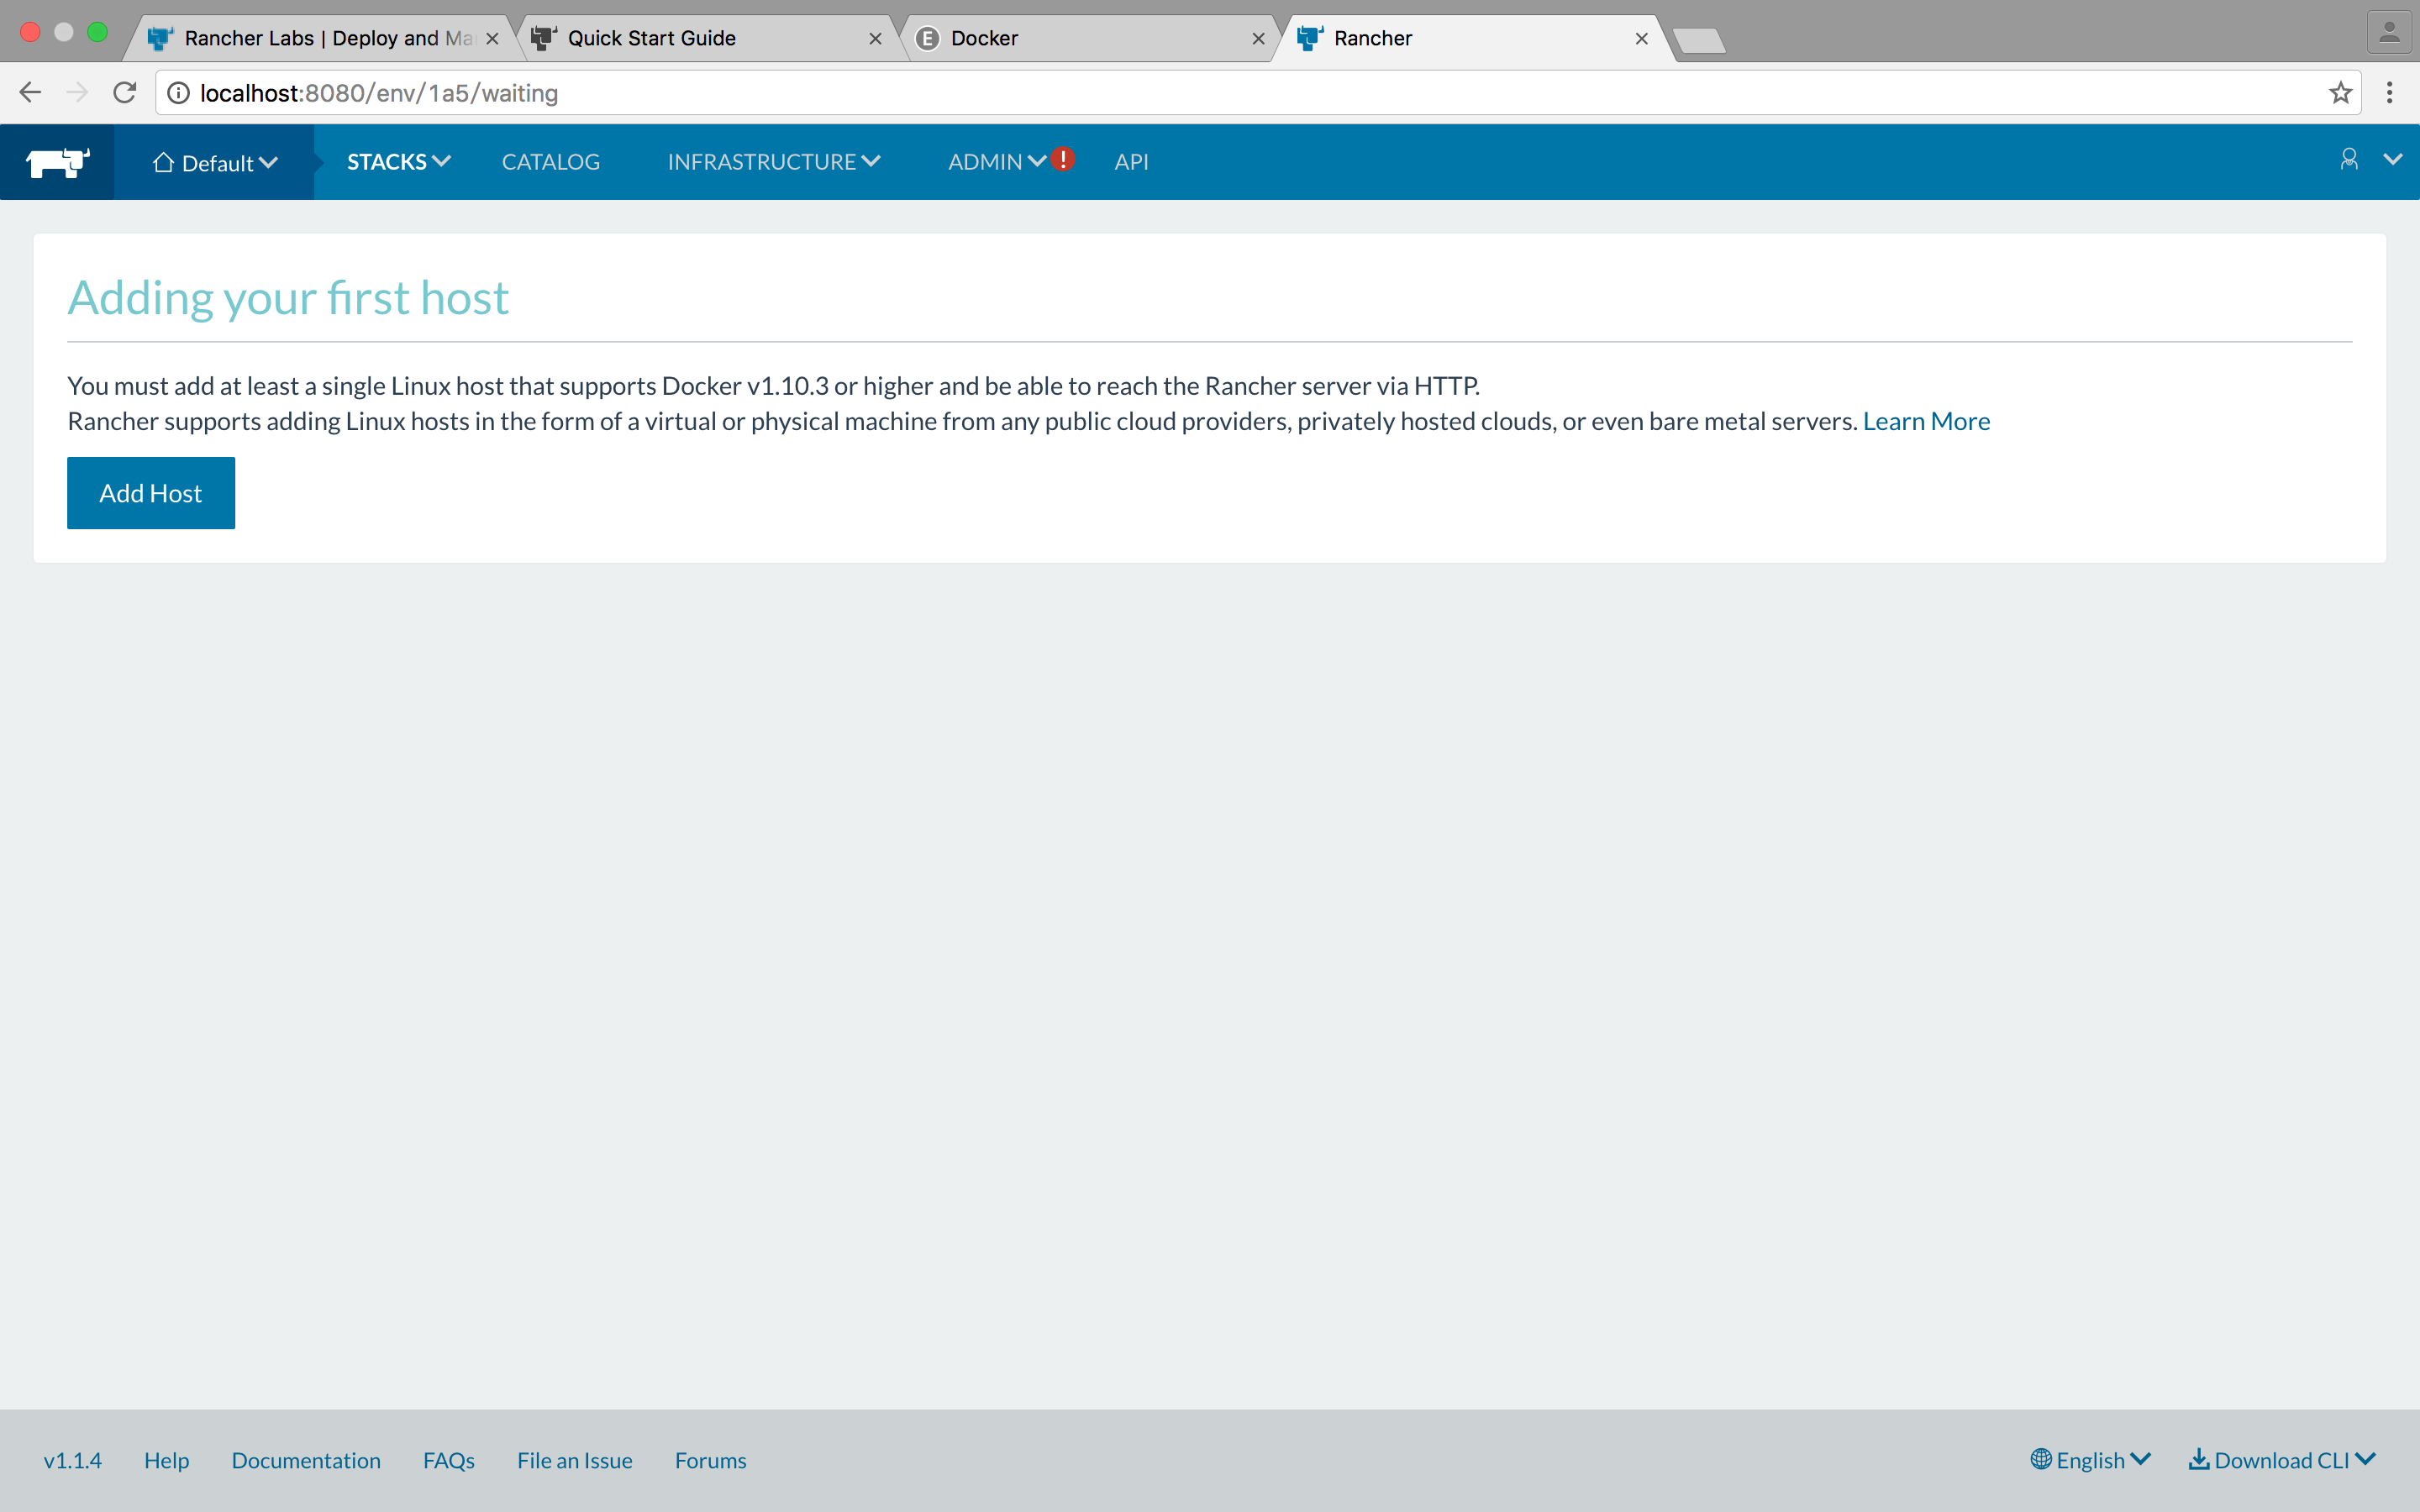 Rancher Labs | Deploy and Ma
Quick Start Guide
E Docker
Rancher
localhost:8080/env/1a5/waiting
Default
STACKS
CATALOG
INFRASTRUCTURE
ADMIN !
API
Adding your first host
You must add at least a single Linux host that supports Docker v1.10.3 or higher and be able to reach the Rancher server via HTTP.
Rancher supports adding Linux hosts in the form of a virtual or physical machine from any public cloud providers, privately hosted clouds, or even bare metal servers. Learn More
Add Host
v1.1.4
Help
Documentation
FAQs
File an Issue
Forums
English
Download CLI